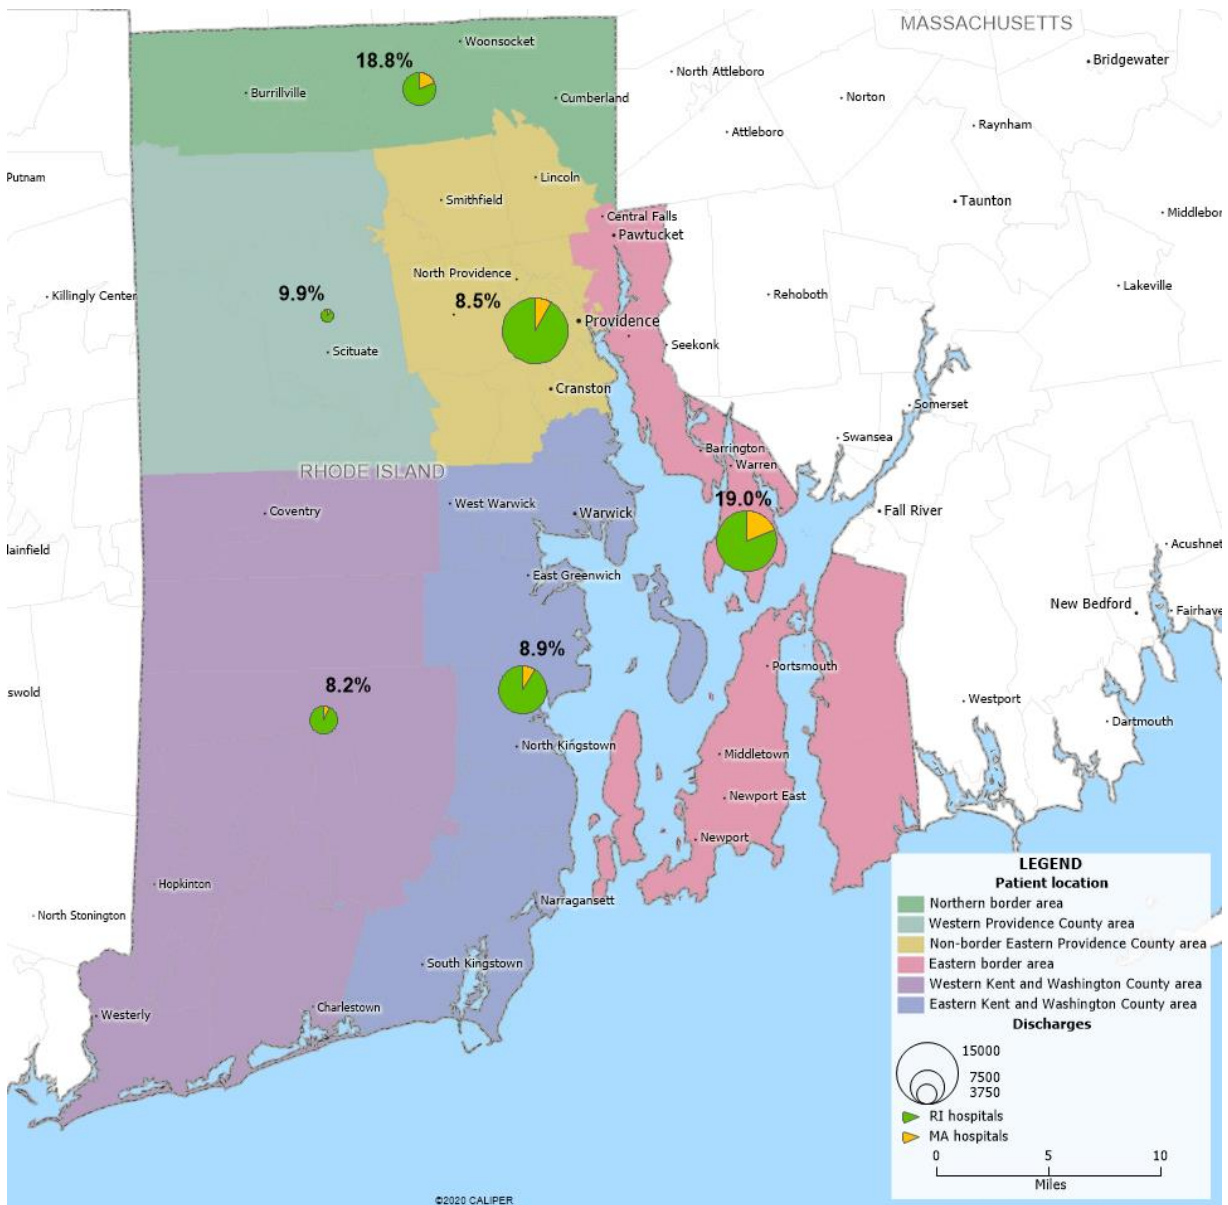 MASSACHUSETTS
Woonsocket
Bridgewater
18.8%
North Attleboro
Burrillville
Cumberland
Norton
Attleboro
Raynham
Putnam
Lincoln
Smithfield
Taunton
Central Falls
Middlebor
Pawtucket
North Providence
Killingly Center
9.9%
8.5%
Rehoboth
Lakeville
Providence
Scituate
Seekonk
Cranston
Somerset
Swansea
Barrington
RHODE ISLAND
Warren
19.0%
West Warwick
Coventry
Warwick
Fall River
lainfield
Acushnet
East Greenwich
New Bedford
Fairhave
8.9%
Portsmouth
8.2%
swold
Westport
Dartmouth
North Kingstown
Middletown
Newport East
Newport
Hopkinton
Narragansett
North Stonington
South Kingstown
Charlestown
Westerly
LEGEND
Patient location
Northern border area
Western Providence County area
Non-border Eastern Providence County area
Eastern border area
Western Kent and Washington County area
Eastern Kent and Washington County area
Discharges
15000
7500
3750
RI hospitals
MA hospitals
0 5 10
Miles
©2020 CALIPER